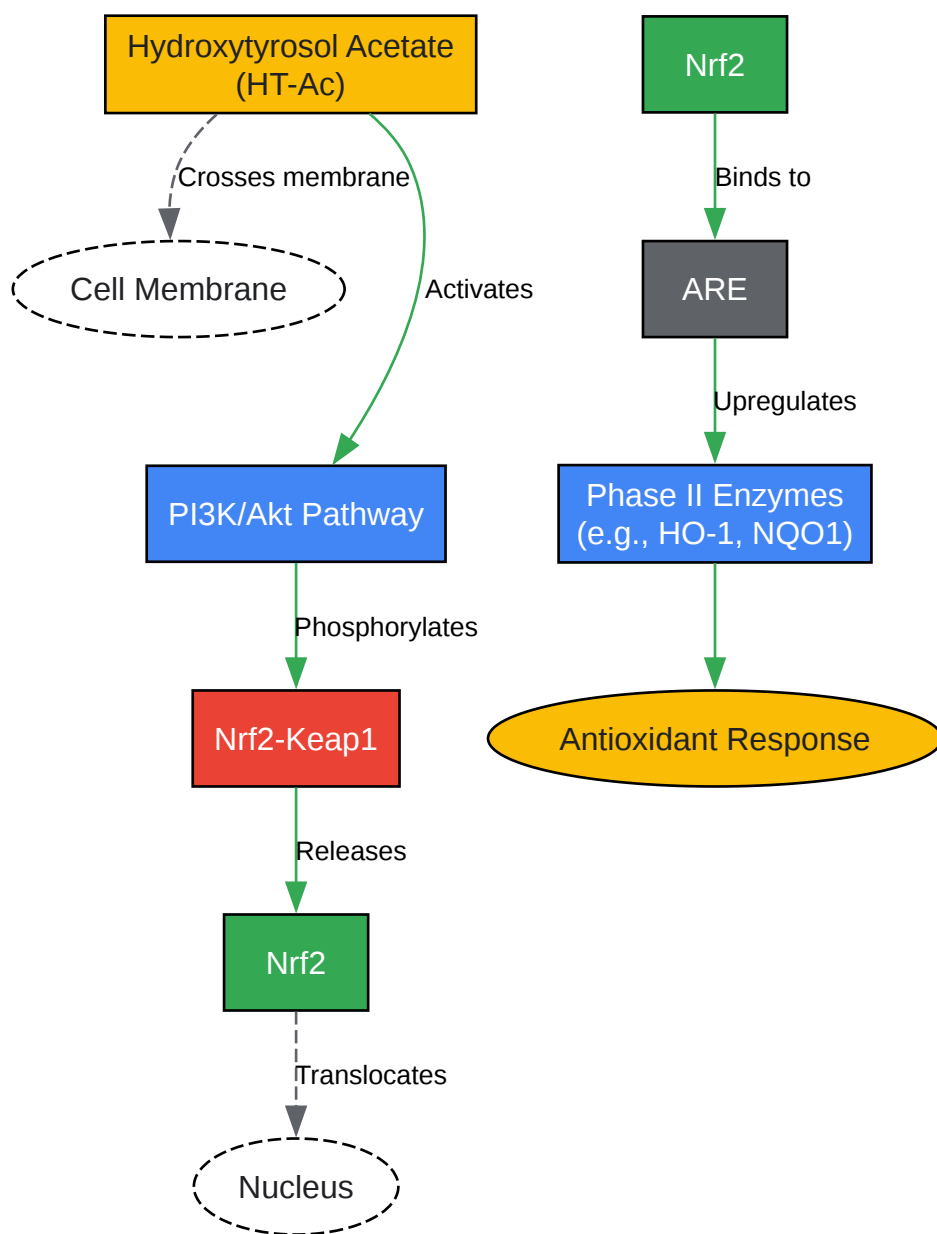 Hydroxytyrosol Acetate
(HT-Ac)
Crosses membrane
Cell Membrane
Activates
PI3K/Akt Pathway
Phosphorylates
Nrf2-Keap1
Releases
Nrf2
Translocates
Nucleus
Nrf2
Binds to
ARE
Upregulates
Phase II Enzymes
(e.g., HO-1, NQO1)
Antioxidant Response